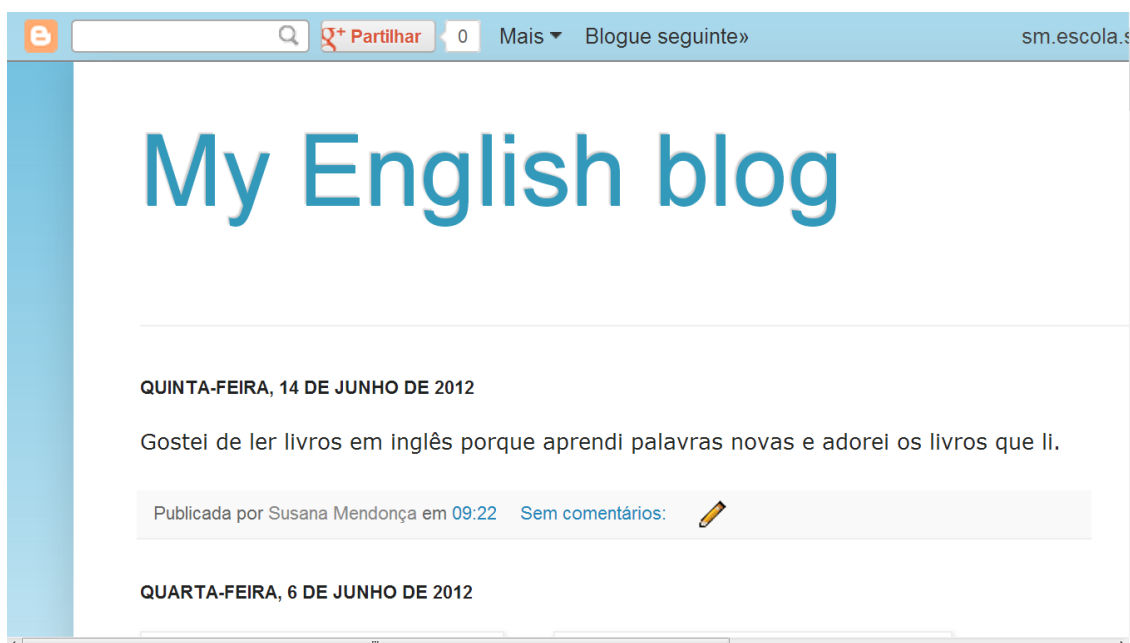 Partilhar 0 Mais Blogue seguinte» sm.escola.s
My English blog
QUINTA-FEIRA, 14 DE JUNHO DE 2012
Gostei de ler livros em inglês porque aprendi palavras novas e adorei os livros que li.
Publicada por Susana Mendonça em 09:22 Sem comentários:
QUARTA-FEIRA, 6 DE JUNHO DE 2012